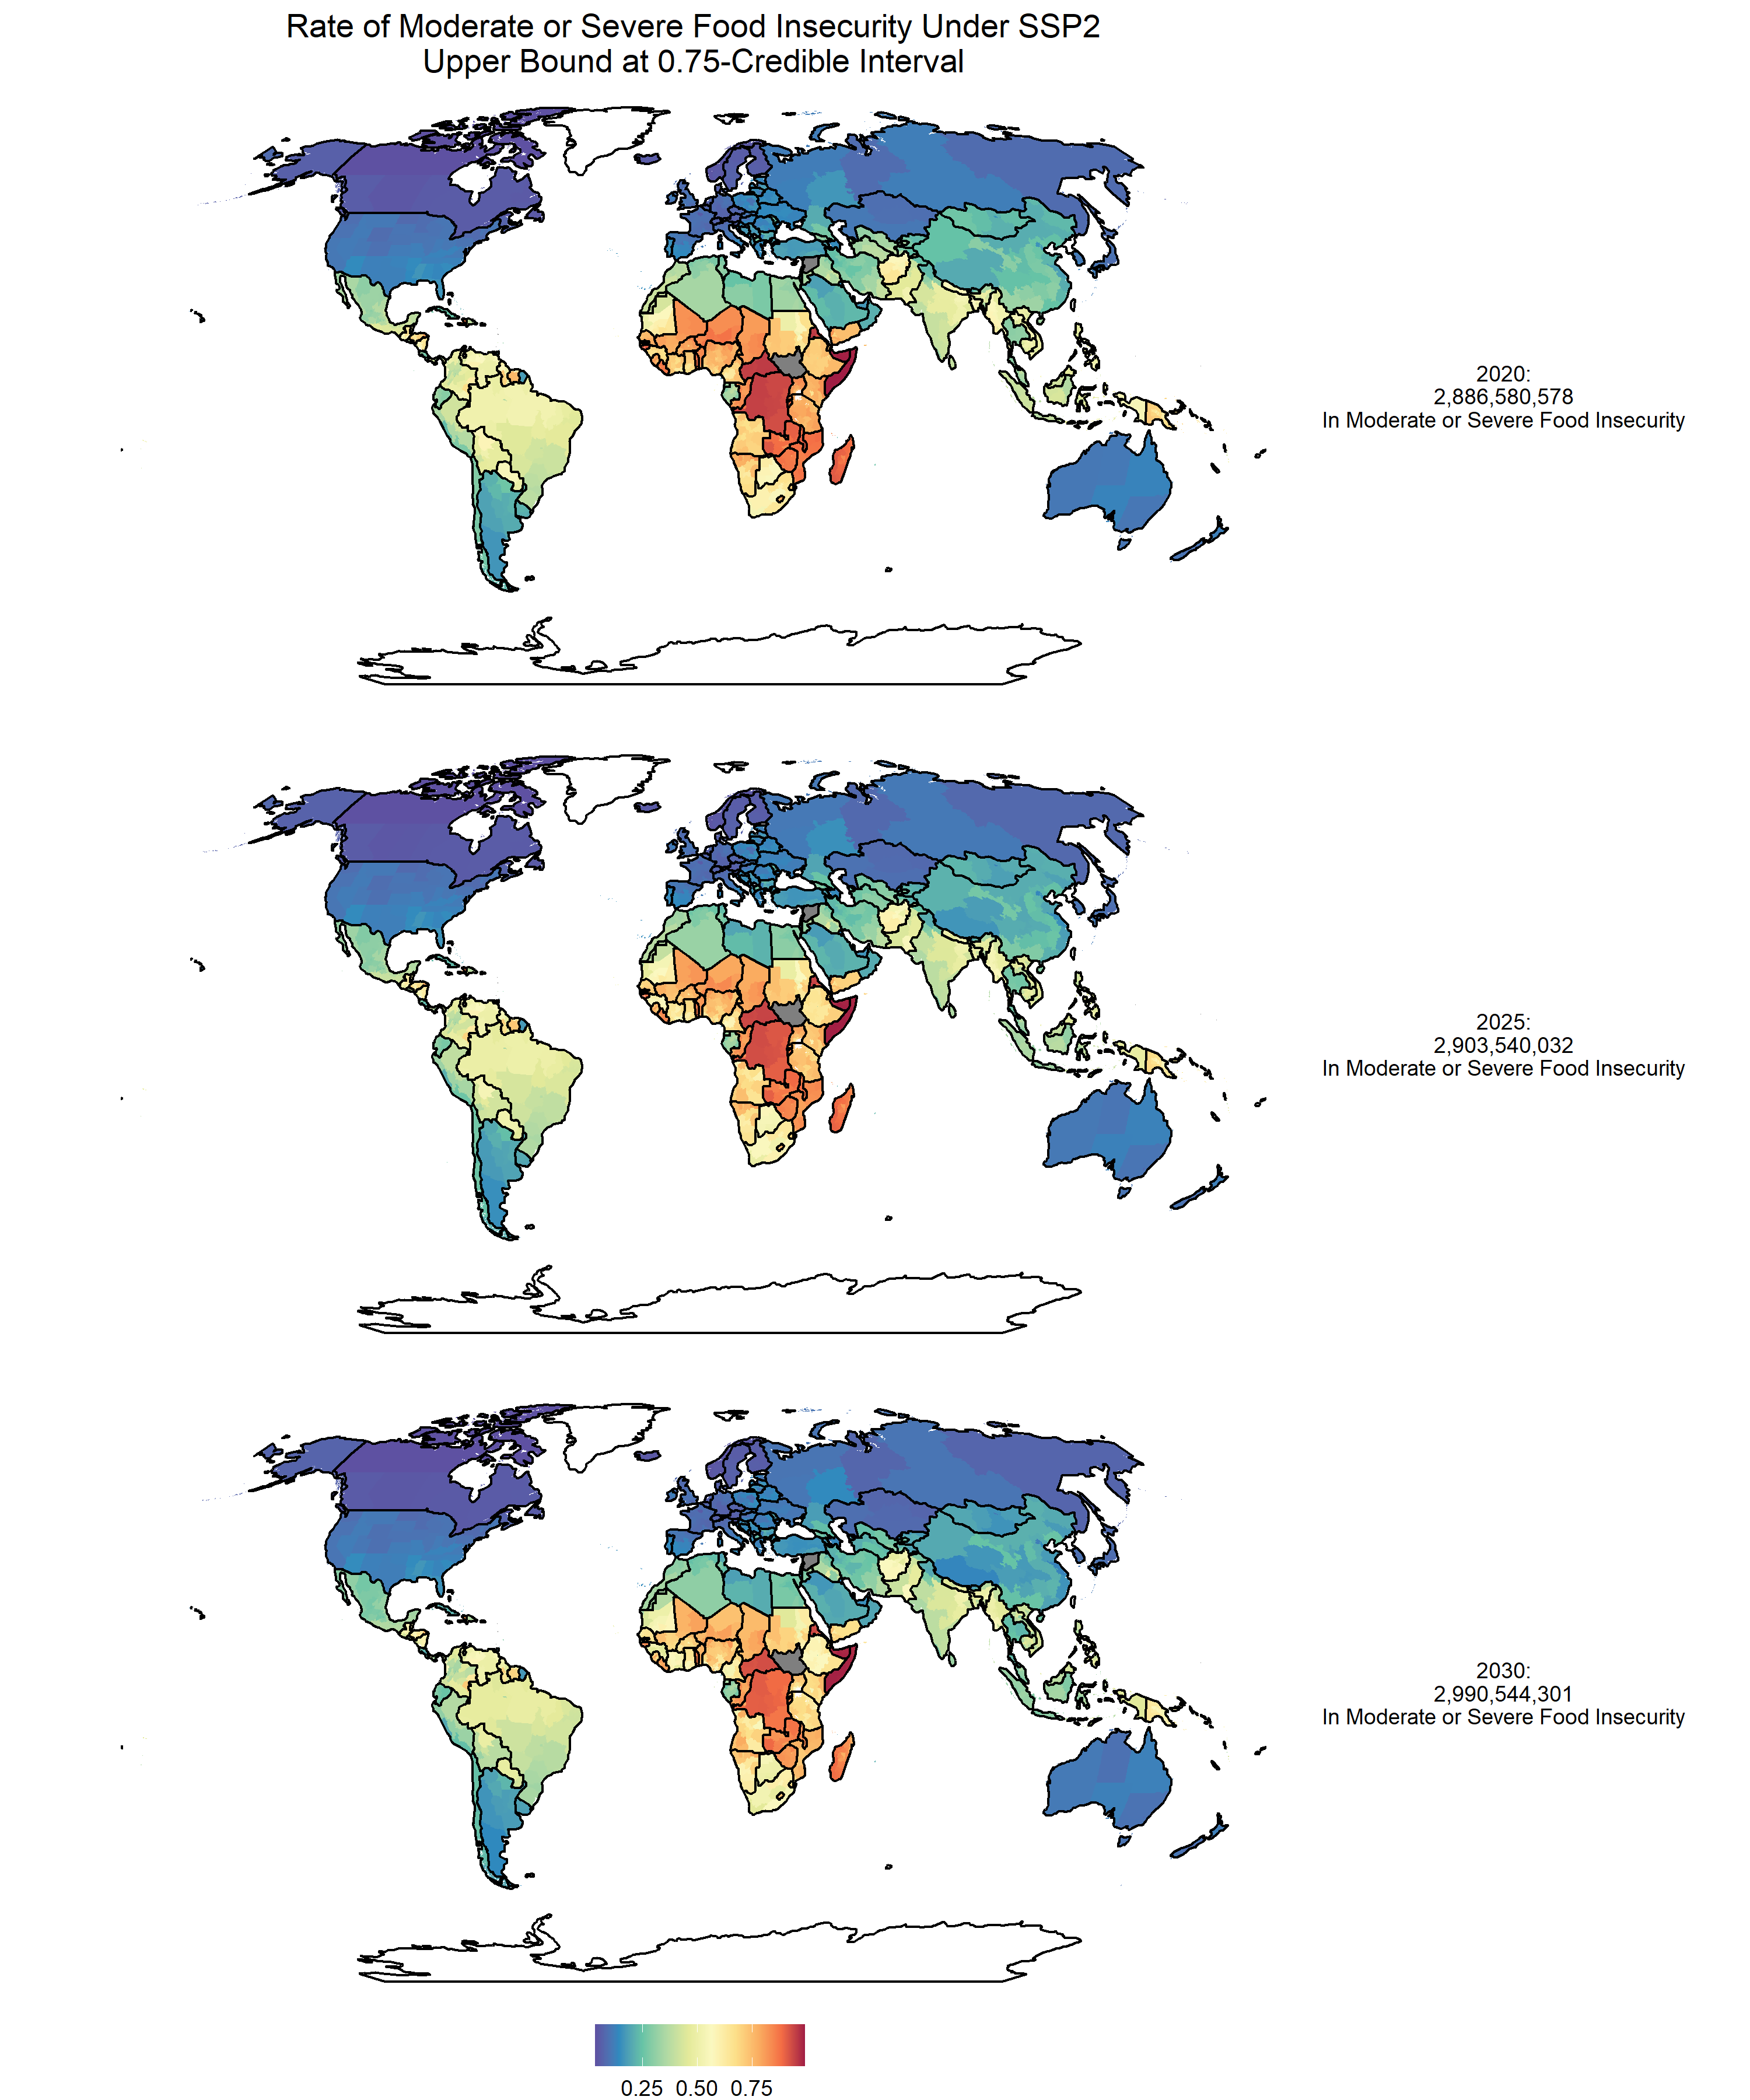 Rate of Moderate or Severe Food Insecurity Under SSP2
Upper Bound at 0.75-Credible Interval
2020:
2,886,580,578
In Moderate or Severe Food Insecurity
2025:
2,903,540,032
In Moderate or Severe Food Insecurity
2030:
2,990,544,301
In Moderate or Severe Food Insecurity
0.25 0.50 0.75